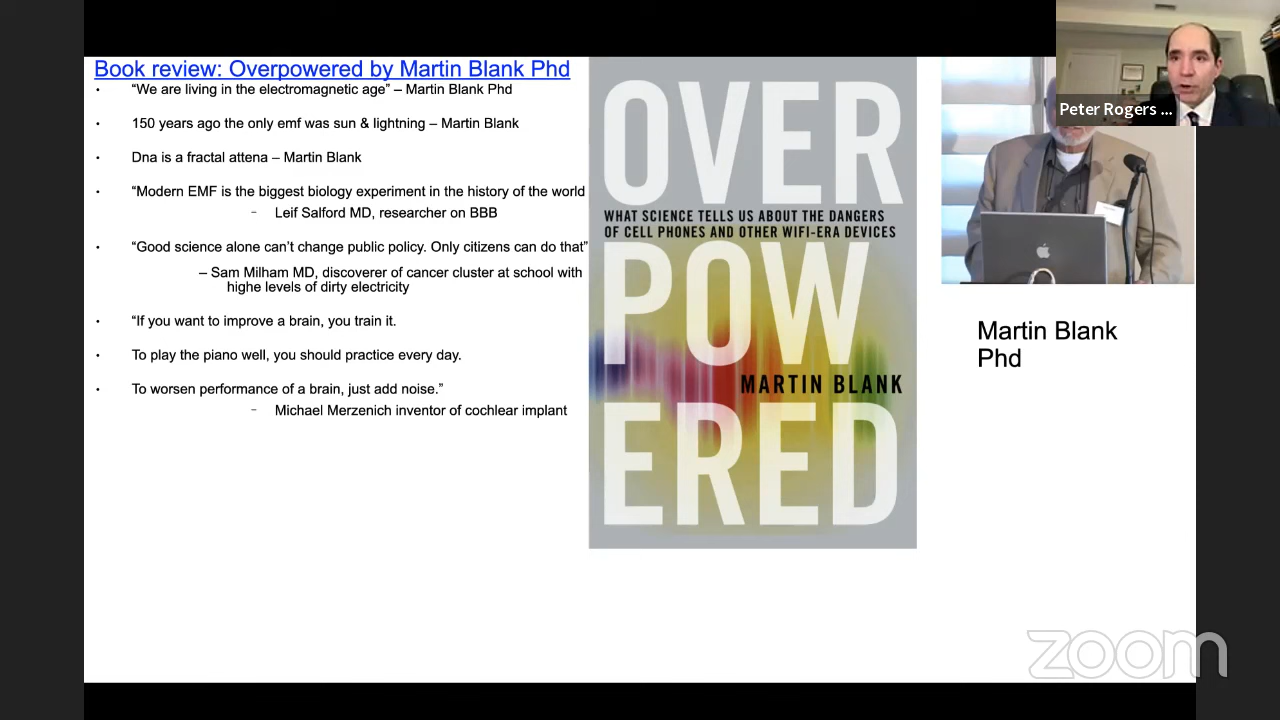 Book review: Overpowered by Martin Blank Phd
• “We are living in the electromagnetic age” – Martin Blank Phd
• 150 years ago the only emf was sun & lightning – Martin Blank
• Dna is a fractal attena – Martin Blank
• “Modern EMF is the biggest biology experiment in the history of the world
– Leif Salford MD, researcher on BBB
• “Good science alone can’t change public policy. Only citizens can do that”
– Sam Milham MD, discoverer of cancer cluster at school with
highe levels of dirty electricity
• “If you want to improve a brain, you train it.
• To play the piano well, you should practice every day.
• To worsen performance of a brain, just add noise.”
– Michael Merzenich inventor of cochlear implant
OVER
WHAT SCIENCE TELLS US ABOUT THE DANGERS
OF CELL PHONES AND OTHER WIFI-ERA DEVICES
POW
MARTIN BLANK
ERED
Peter Rogers ...
Martin Blank
Phd
zoom